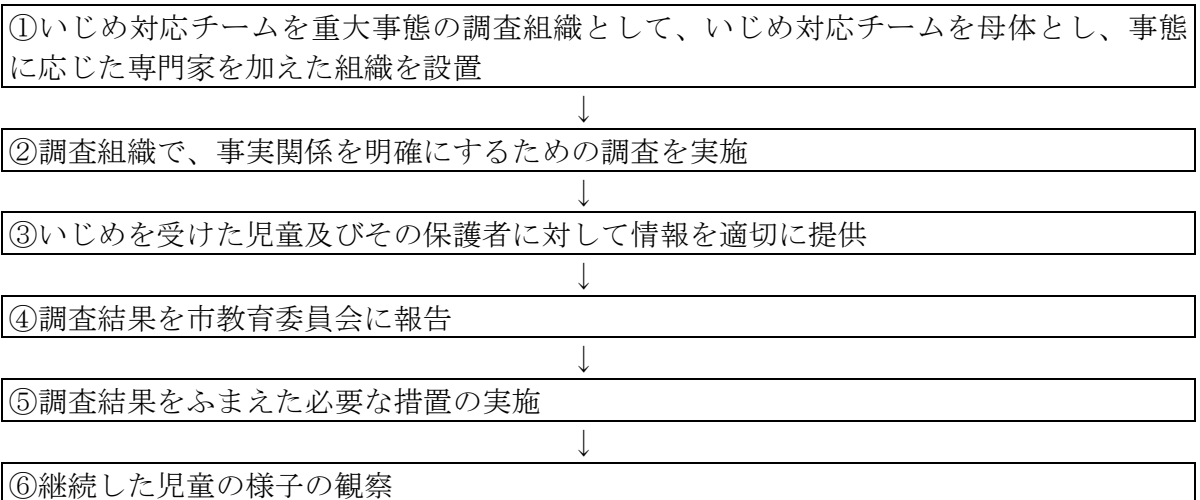 ①いじめ対応チームを重大事態の調査組織として、いじめ対応チームを母体とし、事態
に応じた専門家を加えた組織を設置
↓
②調査組織で、事実関係を明確にするための調査を実施
↓
③いじめを受けた児童及びその保護者に対して情報を適切に提供
↓
④調査結果を市教育委員会に報告
↓
⑤調査結果をふまえた必要な措置の実施
↓
⑥継続した児童の様子の観察